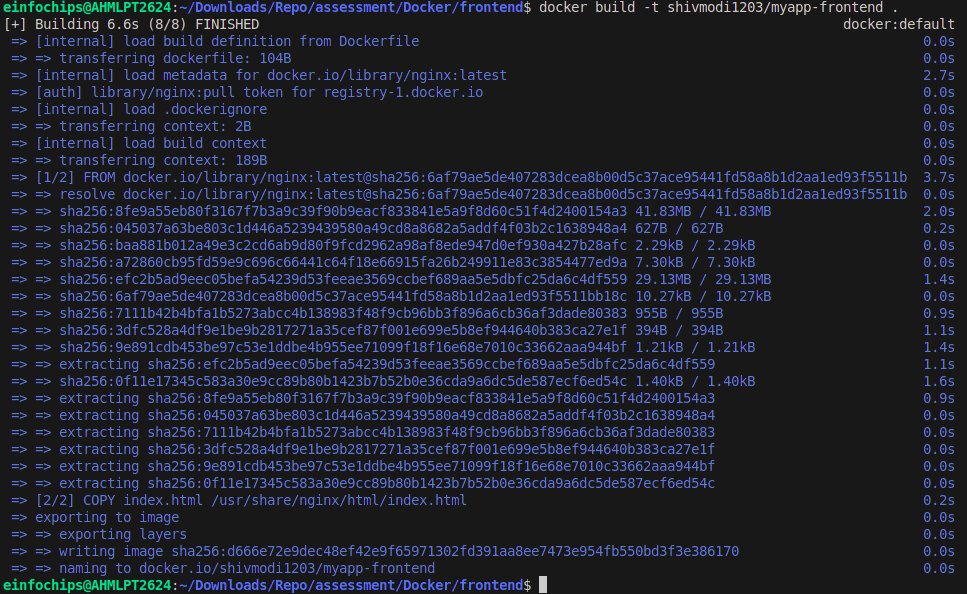 einfochips@AHMLPT2624:~/Downloads/Repo/assessment/Docker/frontend$ docker build -t shivmodi1203/myapp-frontend .
[+] Building 6.6s (8/8) FINISHED docker:default
=> [internal] load build definition from Dockerfile 0.0s
=> => transferring dockerfile: 104B 0.0s
=> [internal] load metadata for docker.io/library/nginx:latest 2.7s
=> [auth] library/nginx:pull token for registry-1.docker.io 0.0s
=> [internal] load .dockerignore 0.0s
=> => transferring context: 2B 0.0s
=> [internal] load build context 0.0s
=> => transferring context: 189B 0.0s
=> [1/2] FROM docker.io/library/nginx:latest@sha256:6af79ae5de407283dcea8b00d5c37ace95441fd58a8b1d2aa1ed93f5511b 3.7s
=> => resolve docker.io/library/nginx:latest@sha256:6af79ae5de407283dcea8b00d5c37ace95441fd58a8b1d2aa1ed93f5511b 0.0s
=> => sha256:8fe9a55eb80f3167f7b3a9c39f90b9eacf833841e5a9f8d60c51f4d2400154a3 41.83MB / 41.83MB 2.0s
=> => sha256:045037a63be803c1d446a5239439580a49cd8a8682a5addf4f03b2c1638948a4 627B / 627B 0.2s
=> => sha256:baa881b012a49e3c2cd6ab9d80f9fcd2962a98af8ede947d0ef930a427b28afc 2.29kB / 2.29kB 0.0s
=> => sha256:a72860cb95fd59e9c696c66441c64f18e66915fa26b249911e83c3854477ed9a 7.30kB / 7.30kB 0.0s
=> => sha256:efc2b5ad9eec05befa54239d53feeae3569ccbef689aa5e5dbfc25da6c4df559 29.13MB / 29.13MB 1.4s
=> => sha256:6af79ae5de407283dcea8b00d5c37ace95441fd58a8b1d2aa1ed93f5511bb18c 10.27kB / 10.27kB 0.0s
=> => sha256:7111b42b4bfa1b5273abcc4b138983f48f9cb96bb3f896a6cb36af3dade80383 955B / 955B 0.9s
=> => sha256:3dfc528a4df9e1be9b2817271a35cef87f001e699e5b8ef944640b383ca27e1f 394B / 394B 1.1s
=> => sha256:9e891cdb453be97c53e1ddbe4b955ee71099f18f16e68e7010c33662aaa944bf 1.21kB / 1.21kB 1.4s
=> => extracting sha256:efc2b5ad9eec05befa54239d53feeae3569ccbef689aa5e5dbfc25da6c4df559 1.1s
=> => sha256:0f11e17345c583a30e9cc89b80b1423b7b52b0e36cda9a6dc5de587ecf6ed54c 1.40kB / 1.40kB 1.6s
=> => extracting sha256:8fe9a55eb80f3167f7b3a9c39f90b9eacf833841e5a9f8d60c51f4d2400154a3 0.9s
=> => extracting sha256:045037a63be803c1d446a5239439580a49cd8a8682a5addf4f03b2c1638948a4 0.0s
=> => extracting sha256:7111b42b4bfa1b5273abcc4b138983f48f9cb96bb3f896a6cb36af3dade80383 0.0s
=> => extracting sha256:3dfc528a4df9e1be9b2817271a35cef87f001e699e5b8ef944640b383ca27e1f 0.0s
=> => extracting sha256:9e891cdb453be97c53e1ddbe4b955ee71099f18f16e68e7010c33662aaa944bf 0.0s
=> => extracting sha256:0f11e17345c583a30e9cc89b80b1423b7b52b0e36cda9a6dc5de587ecf6ed54c 0.0s
=> [2/2] COPY index.html /usr/share/nginx/html/index.html 0.2s
=> exporting to image 0.0s
=> => exporting layers 0.0s
=> => writing image sha256:d666e72e9dec48ef42e9f65971302fd391aa8ee7473e954fb550bd3f3e386170 0.0s
=> => naming to docker.io/shivmodi1203/myapp-frontend 0.0s
einfochips@AHMLPT2624:~/Downloads/Repo/assessment/Docker/frontend$